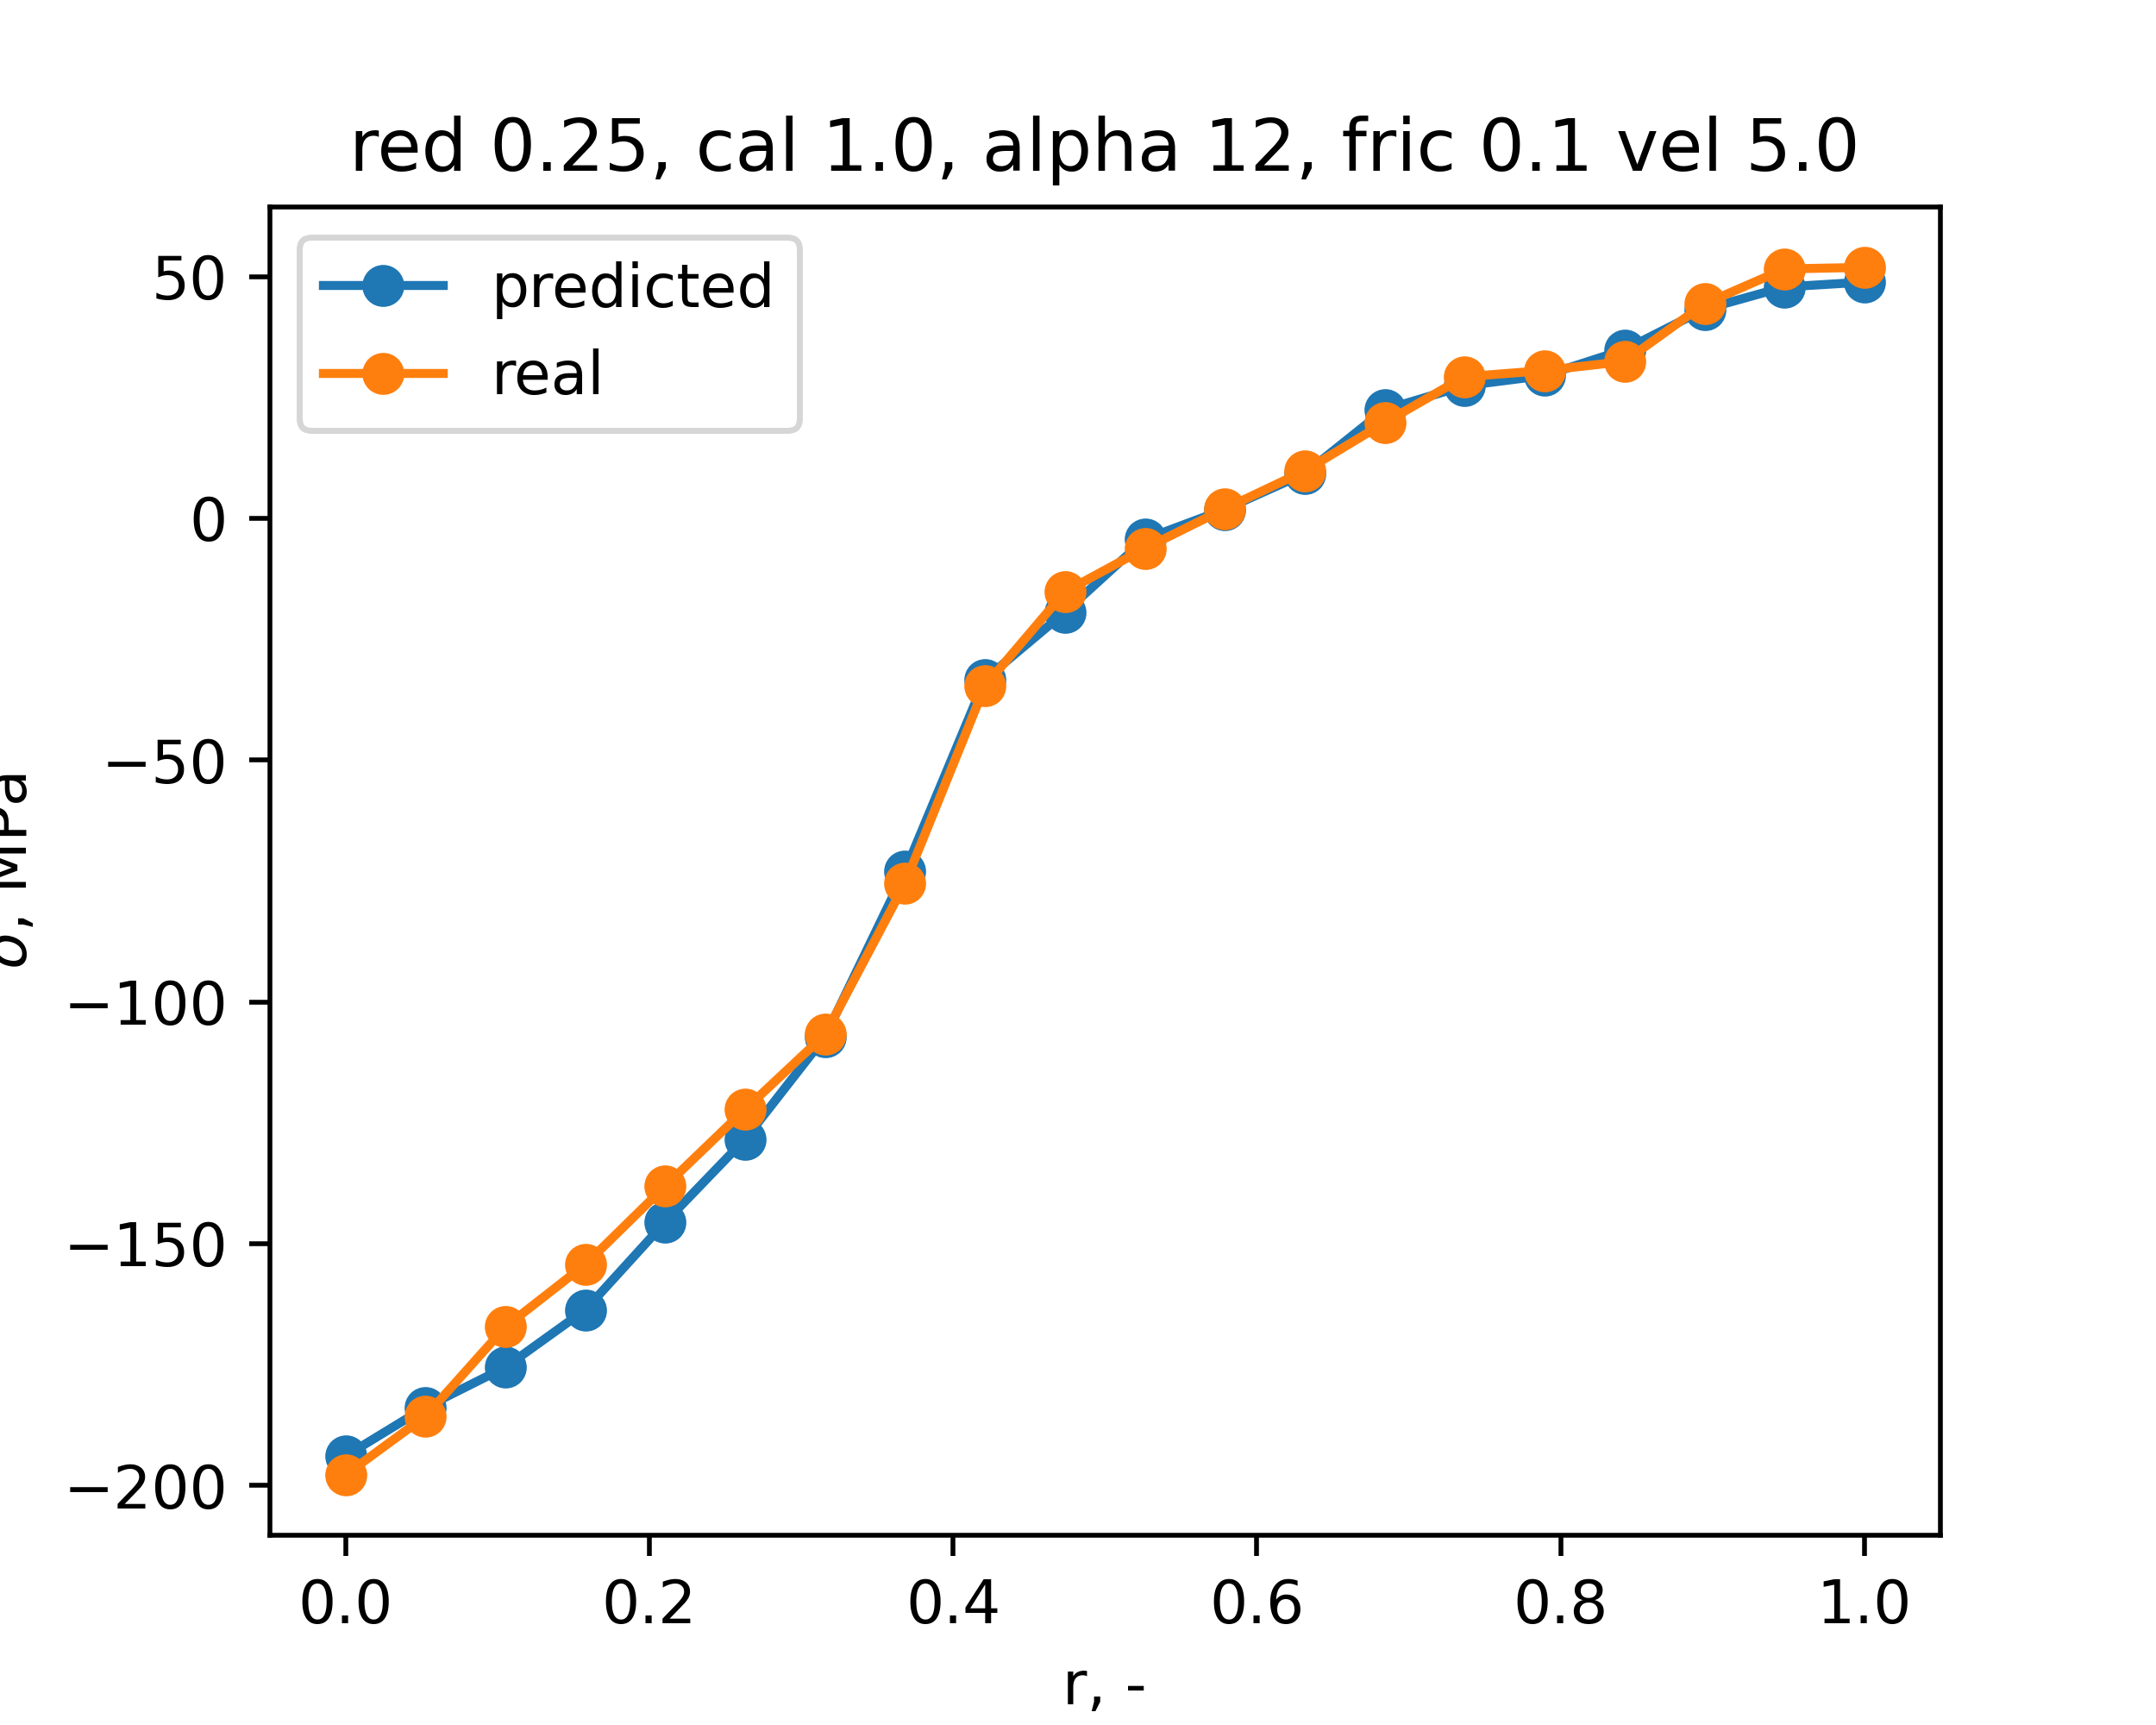 red 0.25, cal 1.0, alpha 12, fric 0.1 vel 5.0
predicted
real
50
0
−50
−100
−150
−200
, MPa
0.0 0.2 0.4 0.6 0.8 1.0
r, -